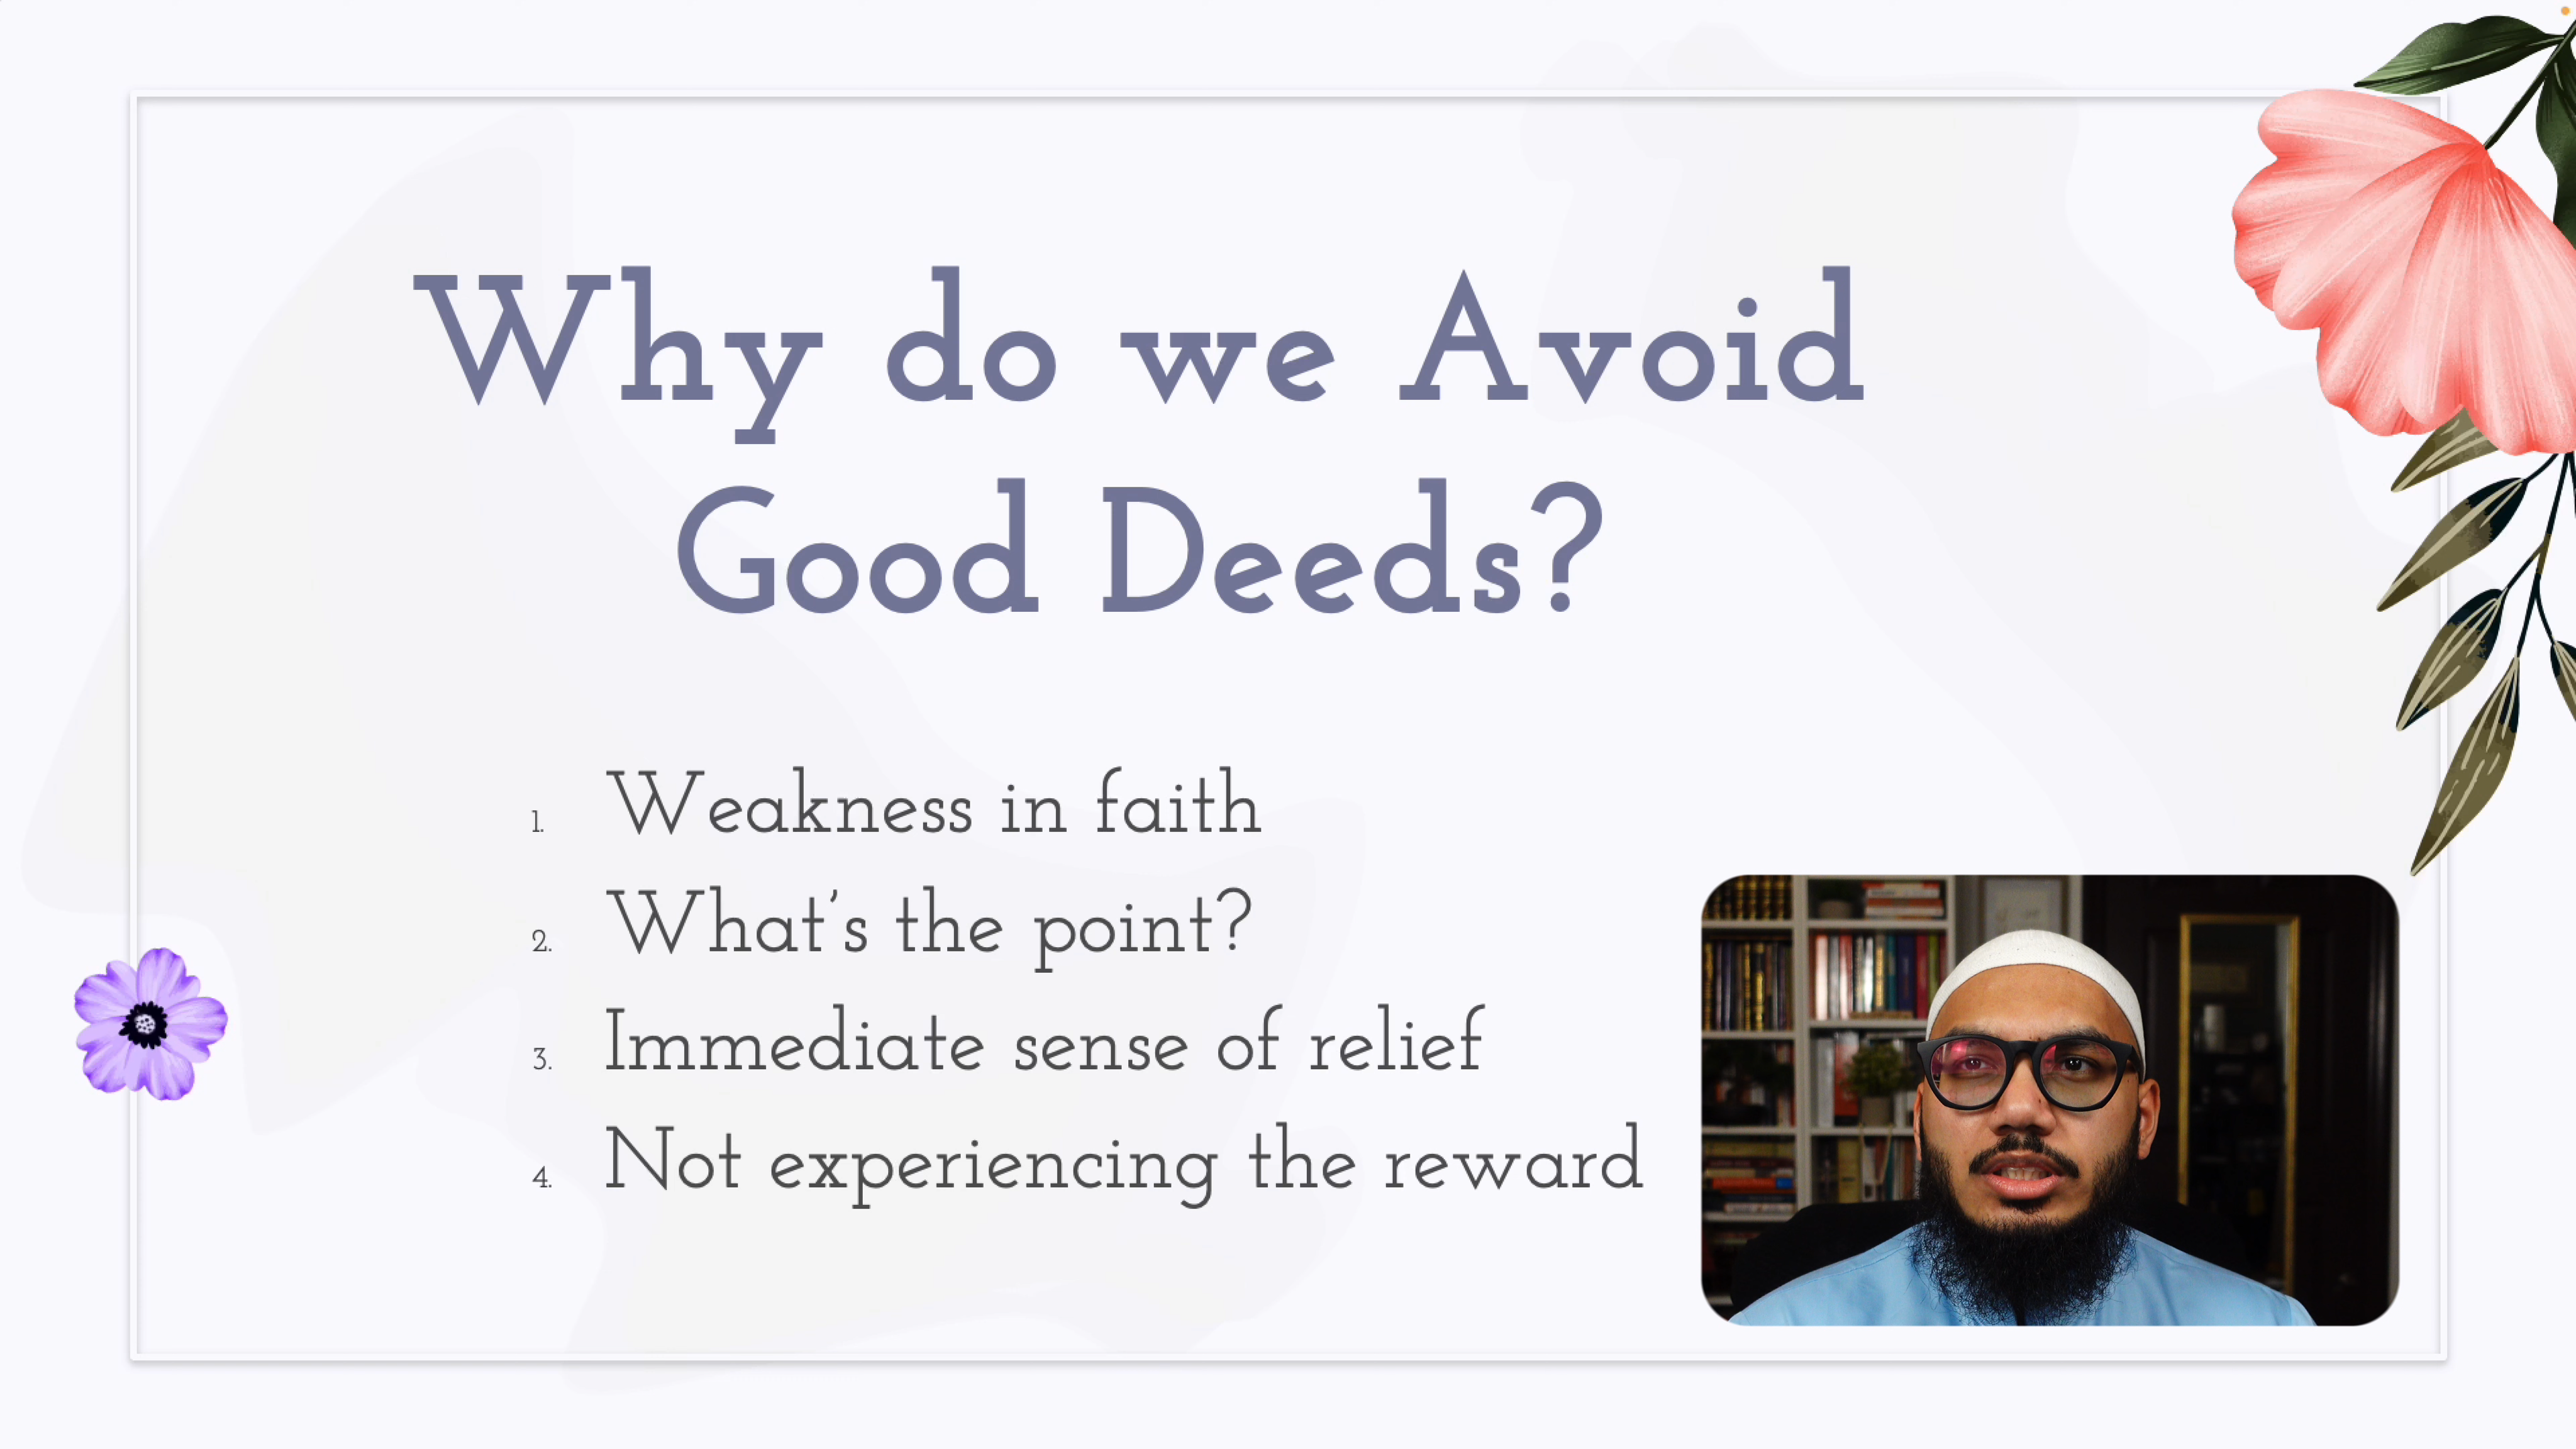 Why do we Avoid
Good Deeds?
1. Weakness in faith
2. What's the point?
3. Immediate sense of relief
4. Not experiencing the reward